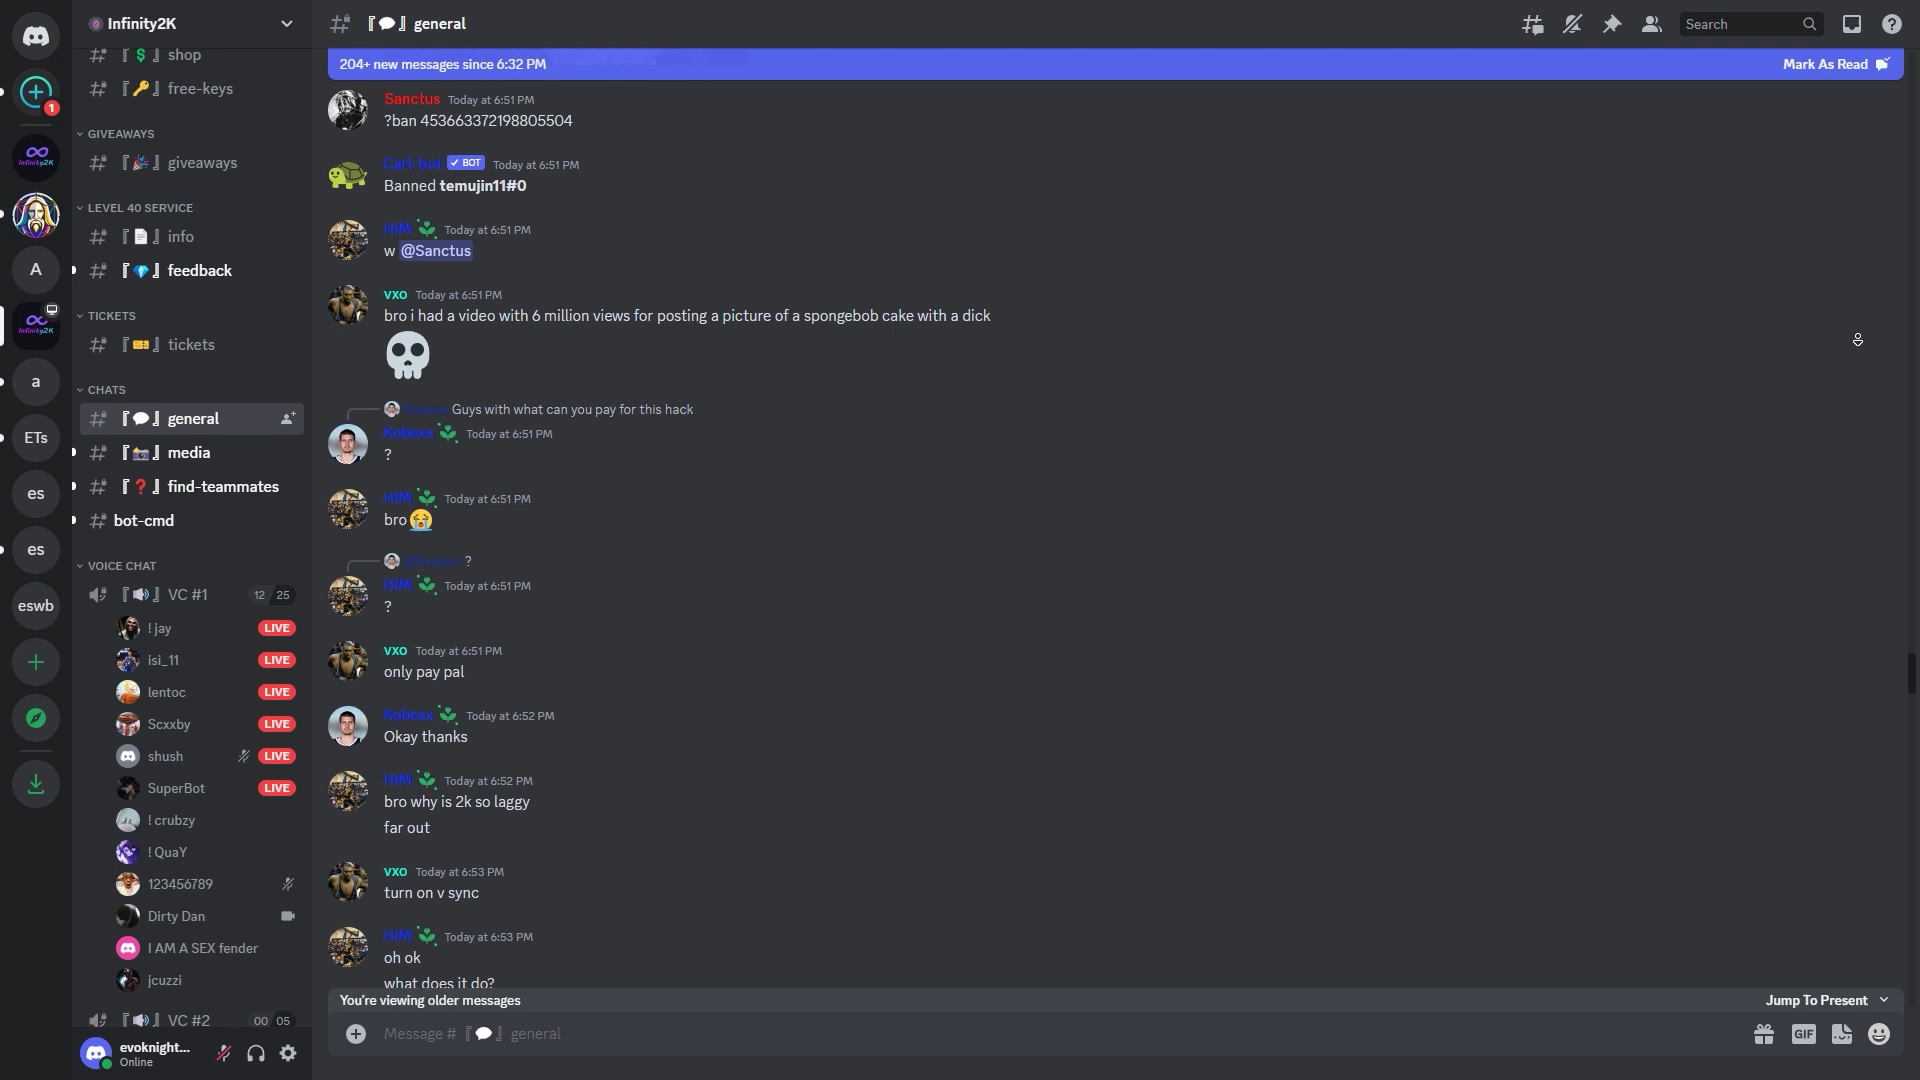 Infinity2K
shop
free-keys
GIVEAWAYS
giveaways
LEVEL 40 SERVICE
info
feedback
TICKETS
tickets
CHATS
general
media
find-teammates
bot-cmd
VOICE CHAT
VC #1 12 25
! jay LIVE
isi_11 LIVE
lentoc LIVE
Scxxby LIVE
shush LIVE
SuperBot LIVE
! crubzy
! QuaY
123456789
Dirty Dan
I AM A SEX fender
jcuzzi
VC #2 00 05
evoknight...
Online
1
Infinity2K
A
Infinity2K
a
ETs
es
es
eswb
『💬』 general
Search
204+ new messages since 6:32 PM
Mark As Read
Sanctus Today at 6:51 PM
?ban 453663372198805504
Carl-bot BOT Today at 6:51 PM
Banned temujin11#0
HIM Today at 6:51 PM
w @Sanctus
VXO Today at 6:51 PM
bro i had a video with 6 million views for posting a picture of a spongebob cake with a dick
Kobexx Guys with what can you pay for this hack
Kobexx Today at 6:51 PM
?
HIM Today at 6:51 PM
bro 😭
@Kobexx ?
HIM Today at 6:51 PM
?
VXO Today at 6:51 PM
only pay pal
Kobexx Today at 6:52 PM
Okay thanks
HIM Today at 6:52 PM
bro why is 2k so laggy
far out
VXO Today at 6:53 PM
turn on v sync
HIM Today at 6:53 PM
oh ok
what does it do?
You're viewing older messages
Jump To Present
Message # 『💬』 general
GIF